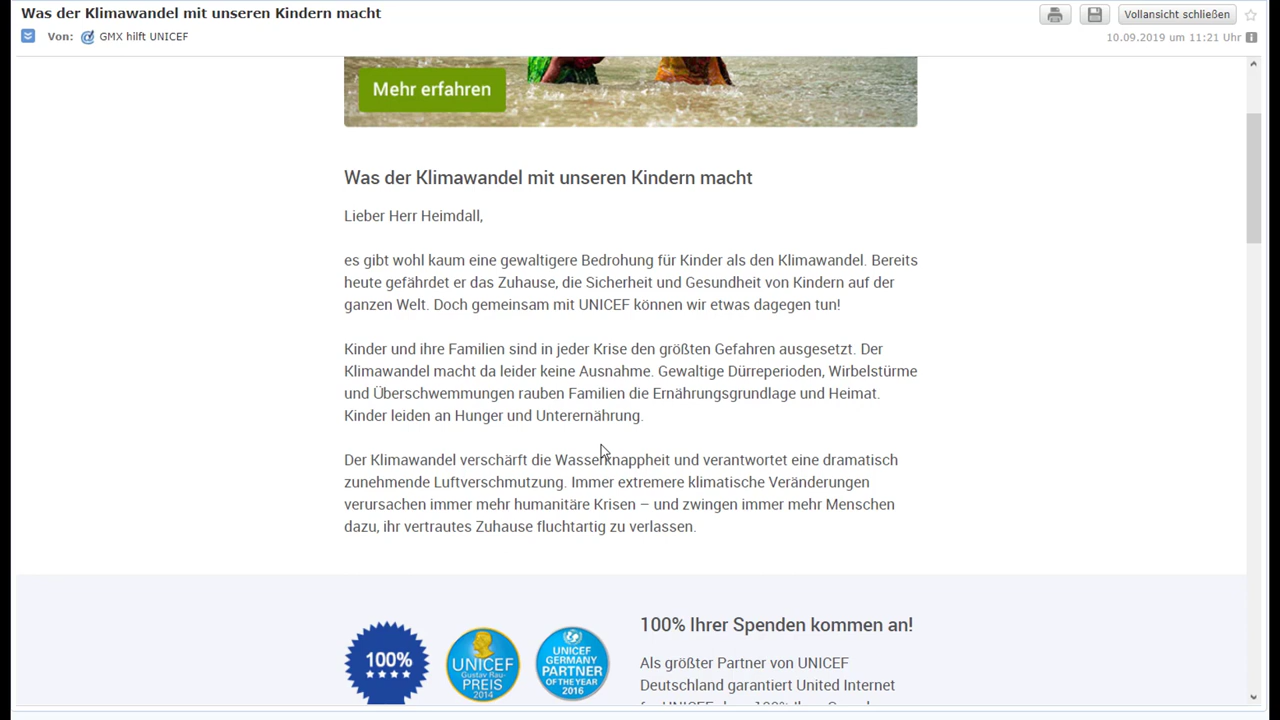 Was der Klimawandel mit unseren Kindern macht
Vollansicht schließen
Von: GMX hilft UNICEF
10.09.2019 um 11:21 Uhr
Mehr erfahren
Was der Klimawandel mit unseren Kindern macht
Lieber Herr Heimdall,
es gibt wohl kaum eine gewaltigere Bedrohung für Kinder als den Klimawandel. Bereits
heute gefährdet er das Zuhause, die Sicherheit und Gesundheit von Kindern auf der
ganzen Welt. Doch gemeinsam mit UNICEF können wir etwas dagegen tun!
Kinder und ihre Familien sind in jeder Krise den größten Gefahren ausgesetzt. Der
Klimawandel macht da leider keine Ausnahme. Gewaltige Dürreperioden, Wirbelstürme
und Überschwemmungen rauben Familien die Ernährungsgrundlage und Heimat.
Kinder leiden an Hunger und Unterernährung.
Der Klimawandel verschärft die Wasserknappheit und verantwortet eine dramatisch
zunehmende Luftverschmutzung. Immer extremere klimatische Veränderungen
verursachen immer mehr humanitäre Krisen – und zwingen immer mehr Menschen
dazu, ihr vertrautes Zuhause fluchtartig zu verlassen.
100%
UNICEF
Gustav Rau-
PREIS
2014
UNICEF
GERMANY
PARTNER
OF THE YEAR
2016
100% Ihrer Spenden kommen an!
Als größter Partner von UNICEF
Deutschland garantiert United Internet